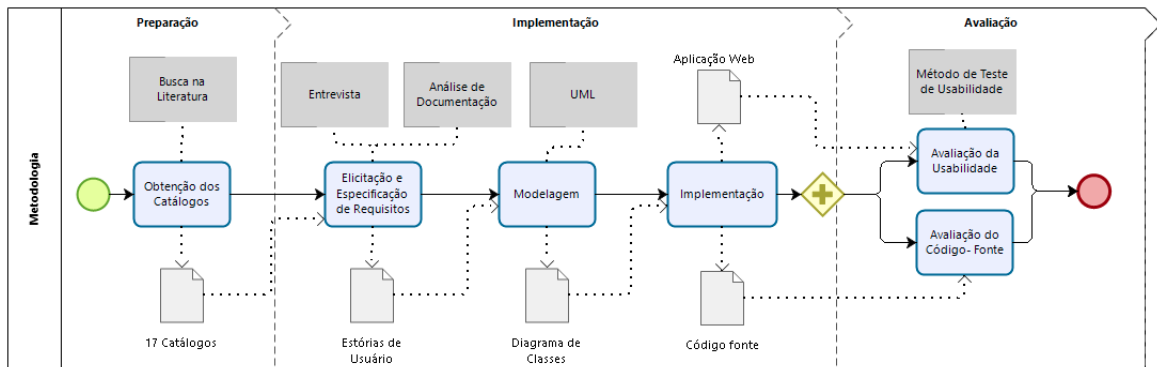 Preparação
Implementação
Avaliação
Metodologia
Busca na
Literatura
Entrevista
Análise de
Documentação
UML
Aplicação Web
Método de Teste
de Usabilidade
Obtenção dos
Catálogos
Elicitação e
Especificação
de Requisitos
Modelagem
Implementação
Avaliação da
Usabilidade
Avaliação do
Código- Fonte
17 Catálogos
Estórias de
Usuário
Diagrama de
Classes
Código fonte